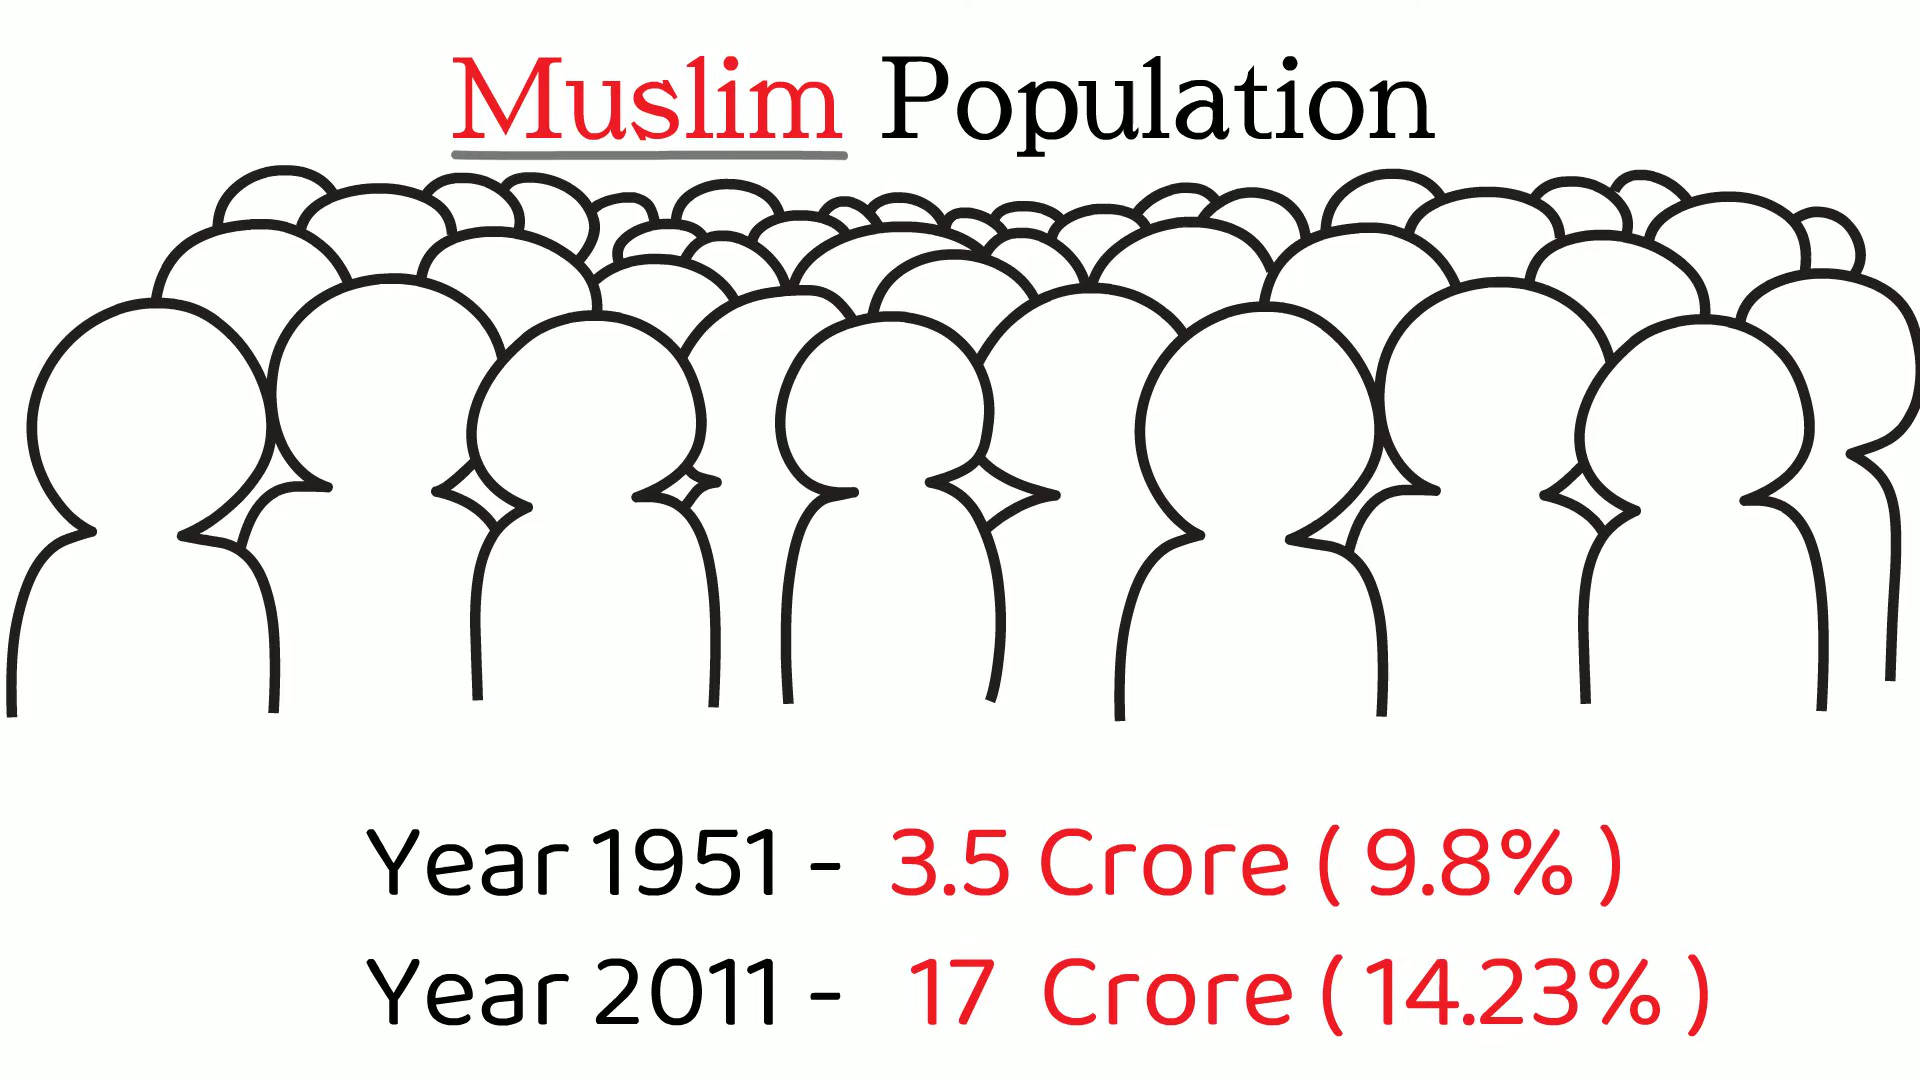 Muslim Population
Year 1951 - 3.5 Crore ( 9.8% )
Year 2011 - 17 Crore ( 14.23% )